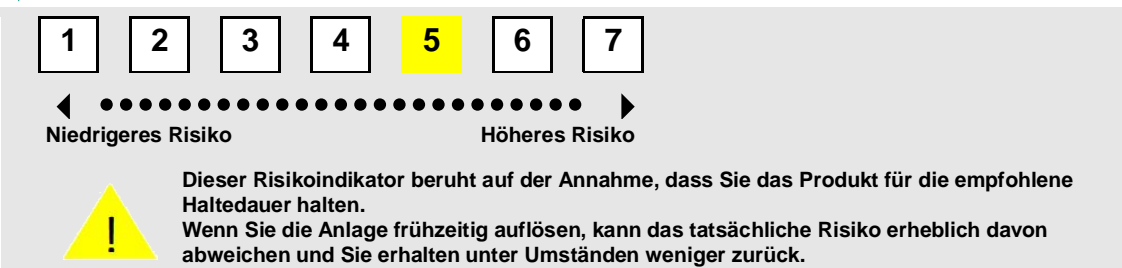 1 2 3 4 5 6 7
Niedrigeres Risiko Höheres Risiko
Dieser Risikoindikator beruht auf der Annahme, dass Sie das Produkt für die empfohlene
Haltedauer halten.
! Wenn Sie die Anlage frühzeitig auflösen, kann das tatsächliche Risiko erheblich davon
abweichen und Sie erhalten unter Umständen weniger zurück.